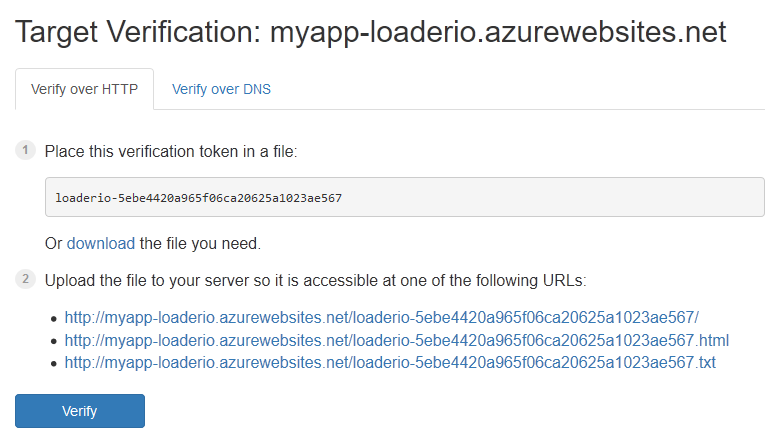 Target Verification: myapp-loaderio.azurewebsites.net
Verify over HTTP Verify over DNS
1 Place this verification token in a file:
loaderio-5ebe4420a965f06ca20625a1023ae567
Or download the file you need.
2 Upload the file to your server so it is accessible at one of the following URLs:
• http://myapp-loaderio.azurewebsites.net/loaderio-5ebe4420a965f06ca20625a1023ae567/
• http://myapp-loaderio.azurewebsites.net/loaderio-5ebe4420a965f06ca20625a1023ae567.html
• http://myapp-loaderio.azurewebsites.net/loaderio-5ebe4420a965f06ca20625a1023ae567.txt
Verify